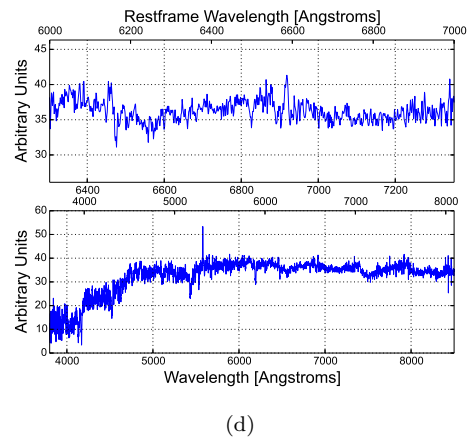 Restframe Wavelength [Angstroms]
6000 6200 6400 6600 6800 7000
Arbitrary Units
45
40
35
30
6400 6600 6800 7000 7200
4000 5000 6000 7000 8000
Arbitrary Units
60
50
40
30
20
10
0
4000 5000 6000 7000 8000
Wavelength [Angstroms]
(d)